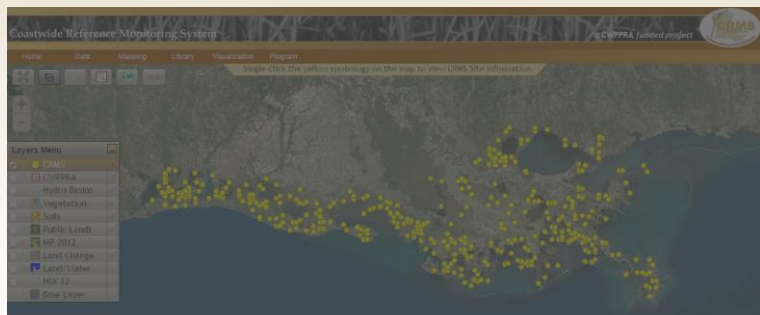 Coastwide Reference Monitoring System
a CWPPRA funded project
CRMS
Home Data Mapping Library Visualization Program
Single-click the yellow symbology on the map to view CRMS Site Information.
Layers Menu
CRMS
CWPPRA
Hydro Basins
Vegetation
Soils
Public Lands
MP 2012
Land Change
Land/Water
HUC12
Base Layer